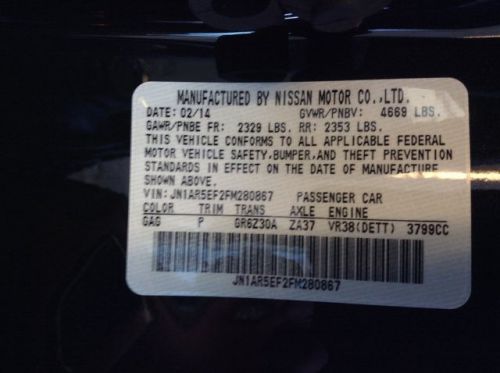 MANUFACTURED BY NISSAN MOTOR CO.,LTD.
DATE: 02/14 GVWR/PNBV: 4669 LBS.
GAWR/PNBE FR: 2329 LBS. RR: 2353 LBS.
THIS VEHICLE CONFORMS TO ALL APPLICABLE FEDERAL
MOTOR VEHICLE SAFETY,BUMPER,AND THEFT PREVENTION
STANDARDS IN EFFECT ON THE DATE OF MANUFACTURE
SHOWN ABOVE.
VIN: JN1AR5EF2FM280867 PASSENGER CAR
COLOR TRIM TRANS AXLE ENGINE
GAG P GR6Z30A ZA37 VR38(DETT) 3799CC
JN1AR5EF2FM280867